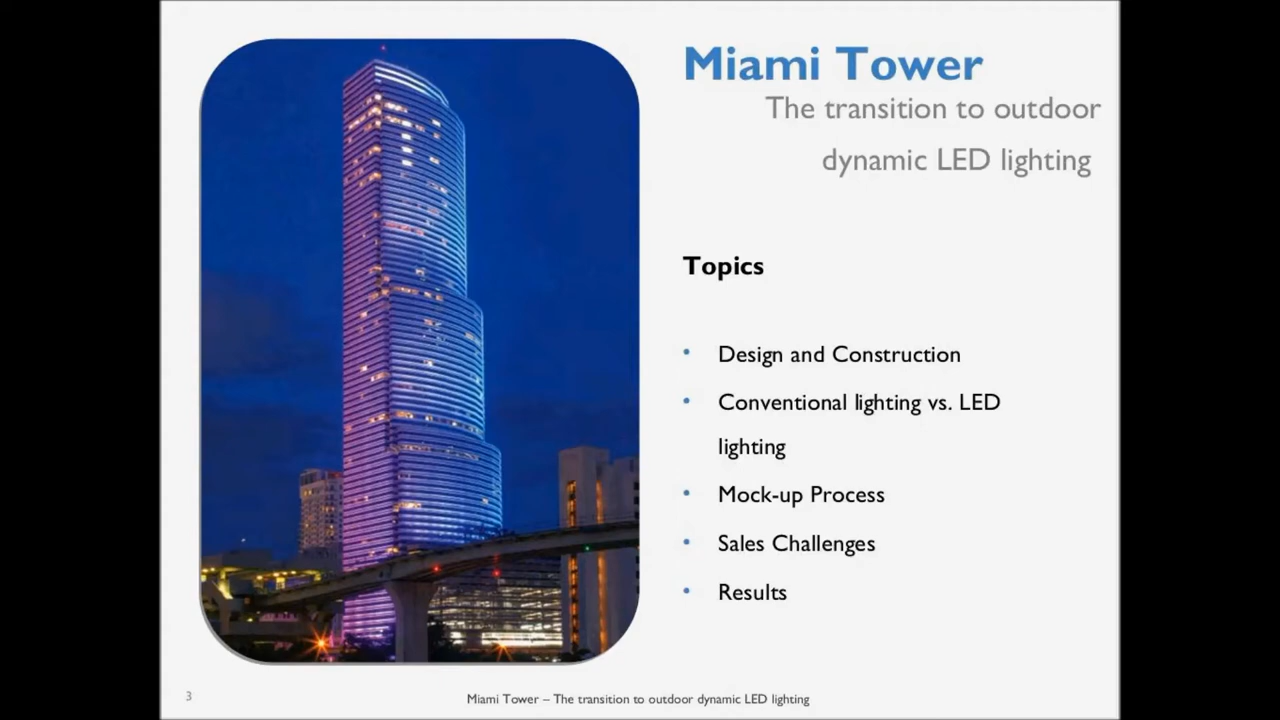 Miami Tower
The transition to outdoor
dynamic LED lighting
Topics
• Design and Construction
• Conventional lighting vs. LED
lighting
• Mock-up Process
• Sales Challenges
• Results
3
Miami Tower – The transition to outdoor dynamic LED lighting